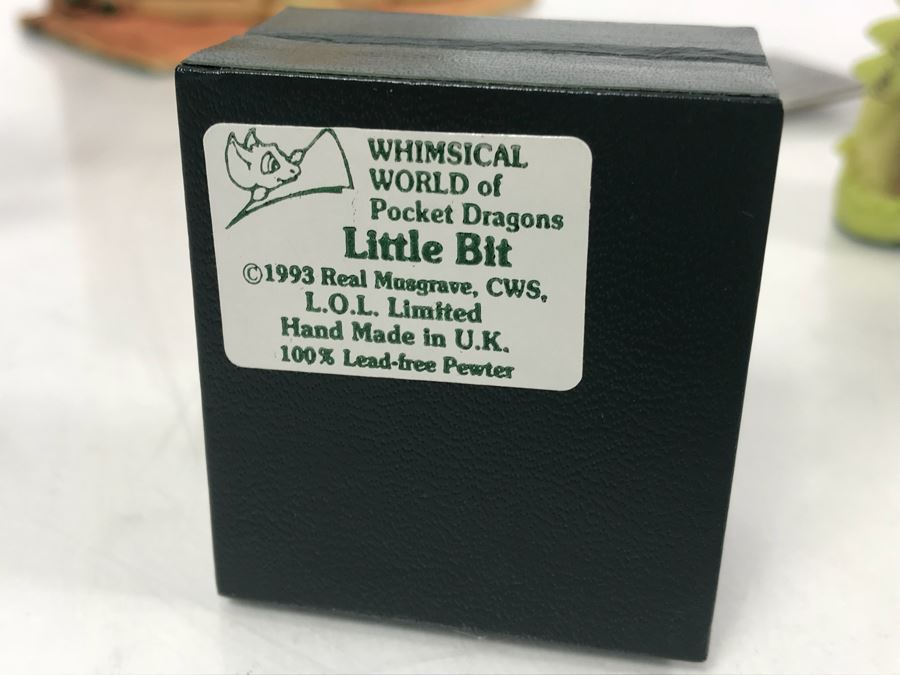 WHIMSICAL
WORLD of
Pocket Dragons
Little Bit
©1993 Real Musgrave, CWS,
L.O.L. Limited
Hand Made in U.K.
100% Lead-free Pewter